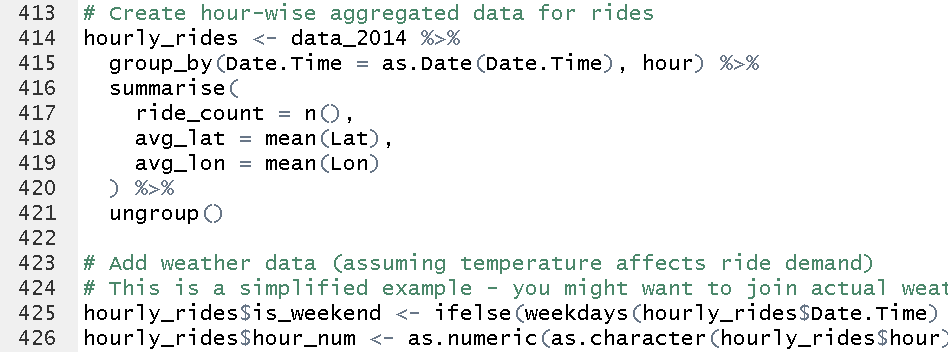 413 # Create hour-wise aggregated data for rides
414 hourly_rides <- data_2014 %>%
415   group_by(Date.Time = as.Date(Date.Time), hour) %>%
416   summarise(
417     ride_count = n(),
418     avg_lat = mean(Lat),
419     avg_lon = mean(Lon)
420   ) %>%
421   ungroup()
422
423 # Add weather data (assuming temperature affects ride demand)
424 # This is a simplified example - you might want to join actual weat
425 hourly_rides$is_weekend <- ifelse(weekdays(hourly_rides$Date.Time)
426 hourly_rides$hour_num <- as.numeric(as.character(hourly_rides$hour)